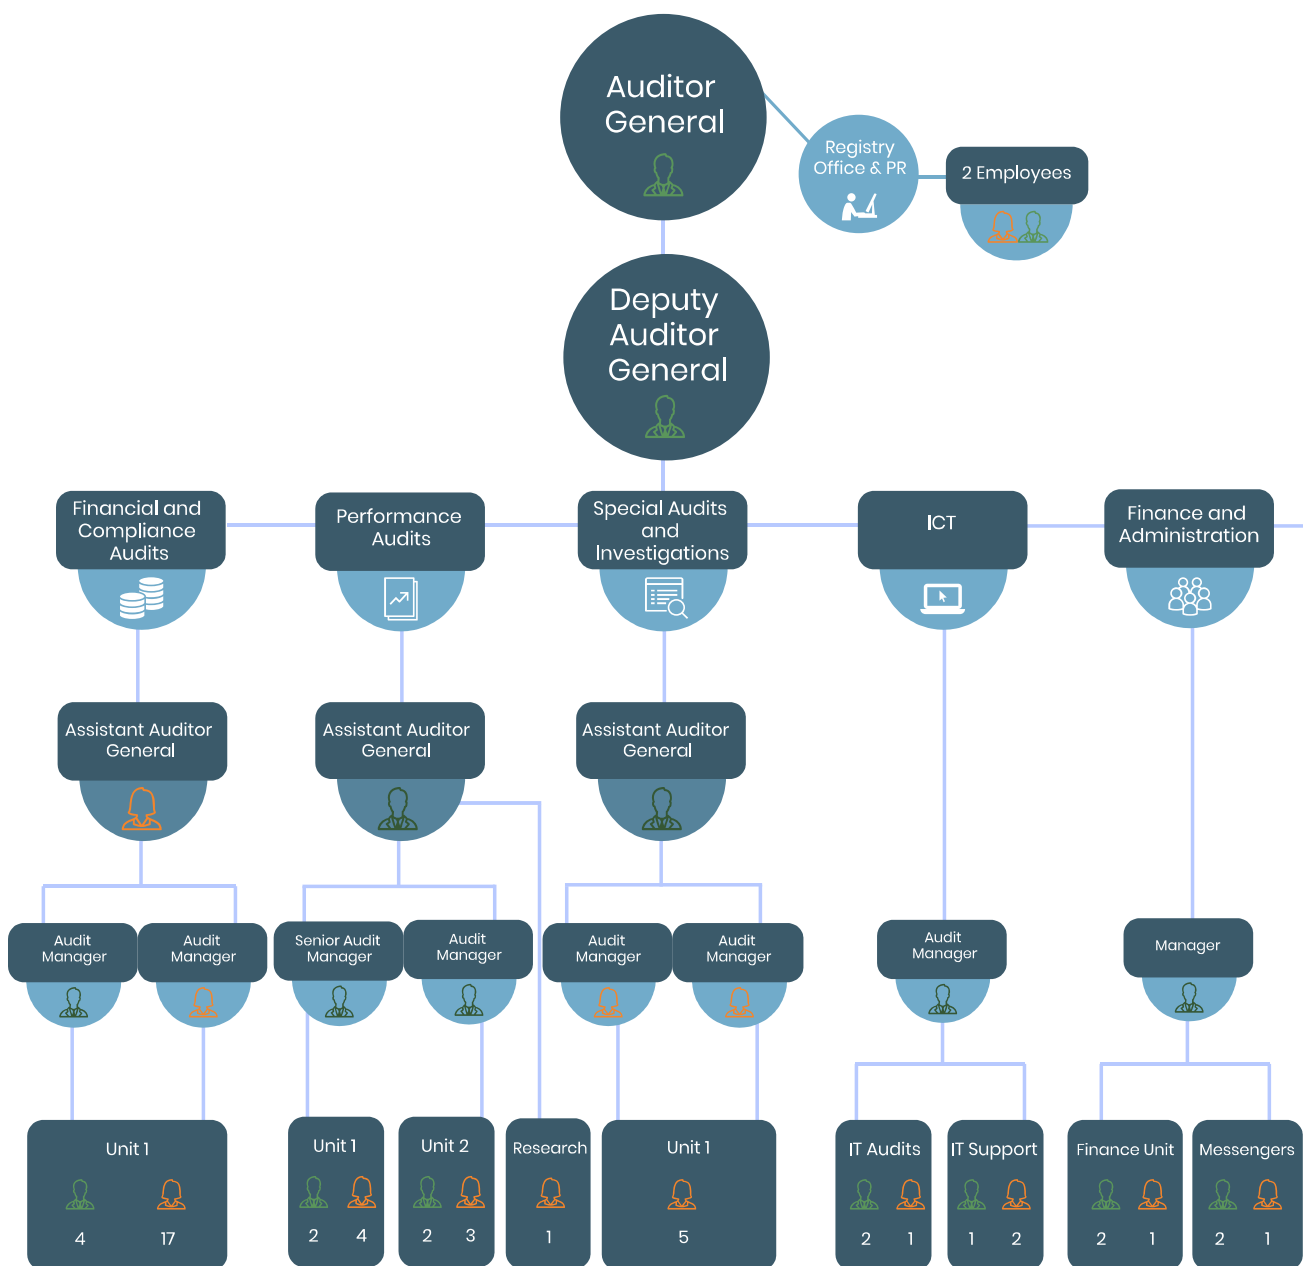 Auditor
General
Registry
Office & PR
2 Employees
Deputy
Auditor
General
Financial and
Compliance
Audits
Performance
Audits
Special Audits
and
Investigations
ICT
Finance and
Administration
Assistant Auditor
General
Assistant Auditor
General
Assistant Auditor
General
Audit
Manager
Audit
Manager
Senior Audit
Manager
Audit
Manager
Audit
Manager
Audit
Manager
Audit
Manager
Manager
Unit 1
4 17
Unit 1
2 4
Unit 2
2 3
Research
1
Unit 1
5
IT Audits
2 1
IT Support
1 2
Finance Unit
2 1
Messengers
2 1